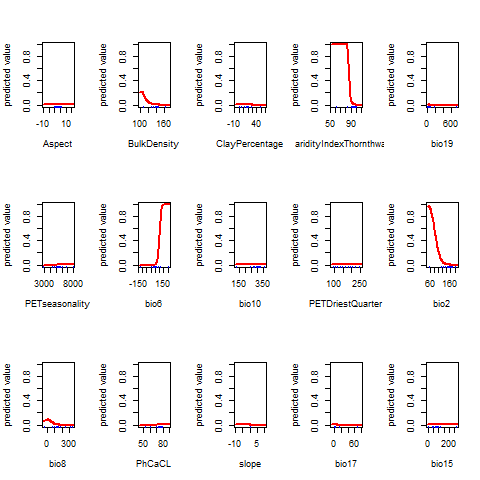 predicted value
0.0 0.4 0.8
-10 10
Aspect
predicted value
0.0 0.4 0.8
100 160
BulkDensity
predicted value
0.0 0.4 0.8
-10 40
ClayPercentage
predicted value
0.0 0.4 0.8
50 90
aridityIndexThornthwa
predicted value
0.0 0.4 0.8
0 600
bio19
predicted value
0.0 0.4 0.8
3000 8000
PETseasonality
predicted value
0.0 0.4 0.8
-150 150
bio6
predicted value
0.0 0.4 0.8
150 350
bio10
predicted value
0.0 0.4 0.8
100 250
PETDriestQuarter
predicted value
0.0 0.4 0.8
60 160
bio2
predicted value
0.0 0.4 0.8
0 300
bio8
predicted value
0.0 0.4 0.8
50 80
PhCaCL
predicted value
0.0 0.4 0.8
-10 5
slope
predicted value
0.0 0.4 0.8
0 60
bio17
predicted value
0.0 0.4 0.8
0 200
bio15